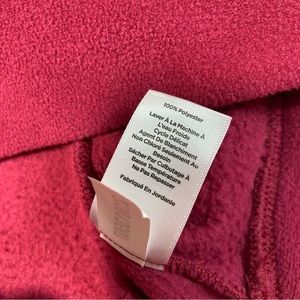 100% Polyester
Laver À La Machine À
L'eau Froide
Cycle Délicat
Agent De Blanchiment
Non Chloré Seulement Au
Besoin
Sécher Par Culbutage À
Basse Température
Ne Pas Repasser
Fabriqué En Jordanie